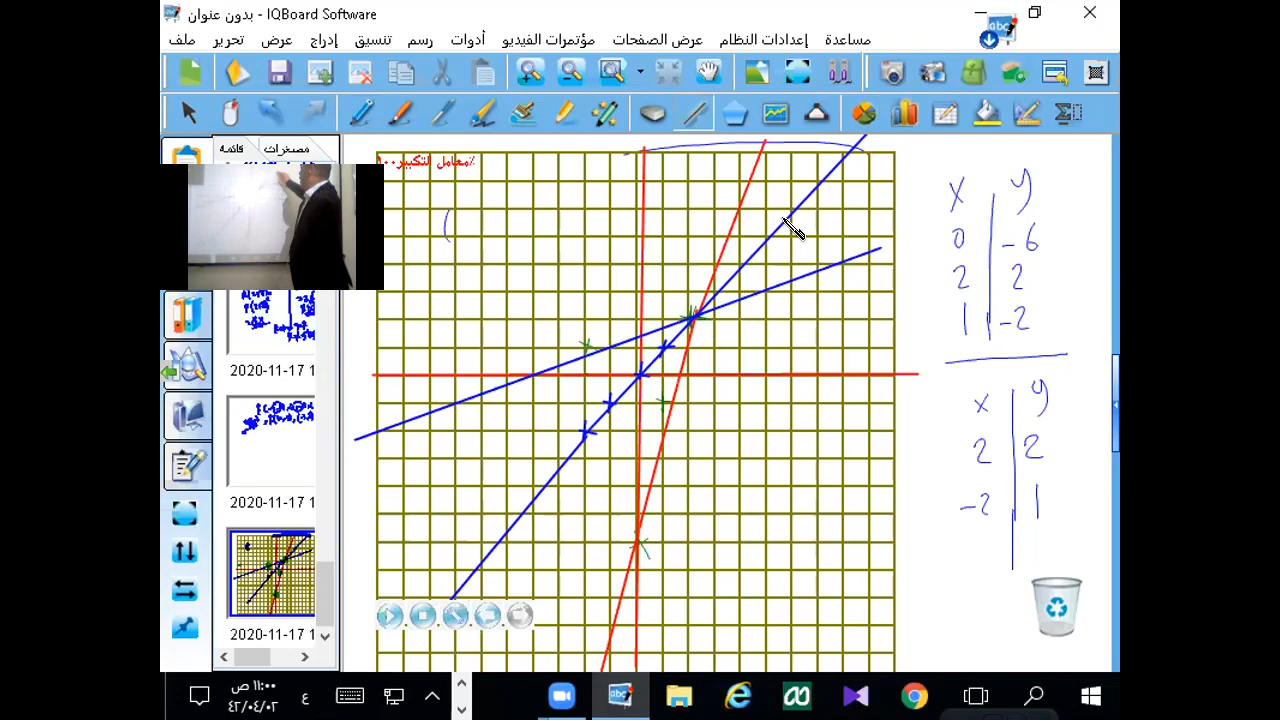 بدون عنوان - IQBoard Software
ملف تحرير عرض إدراج تنسيق رسم أدوات مؤتمرات الفيديو عرض الصفحات إعدادات النظام مساعدة
قائمة مصغرات
معامل التكبير١٠٠٪
x y
0 -6
2 2
1 -2
x y
2 2
-2 1
2020-11-17 1
2020-11-17 1
2020-11-17 1
١١:٠٠ ص
٤٢/٠٤/٠٢
ع